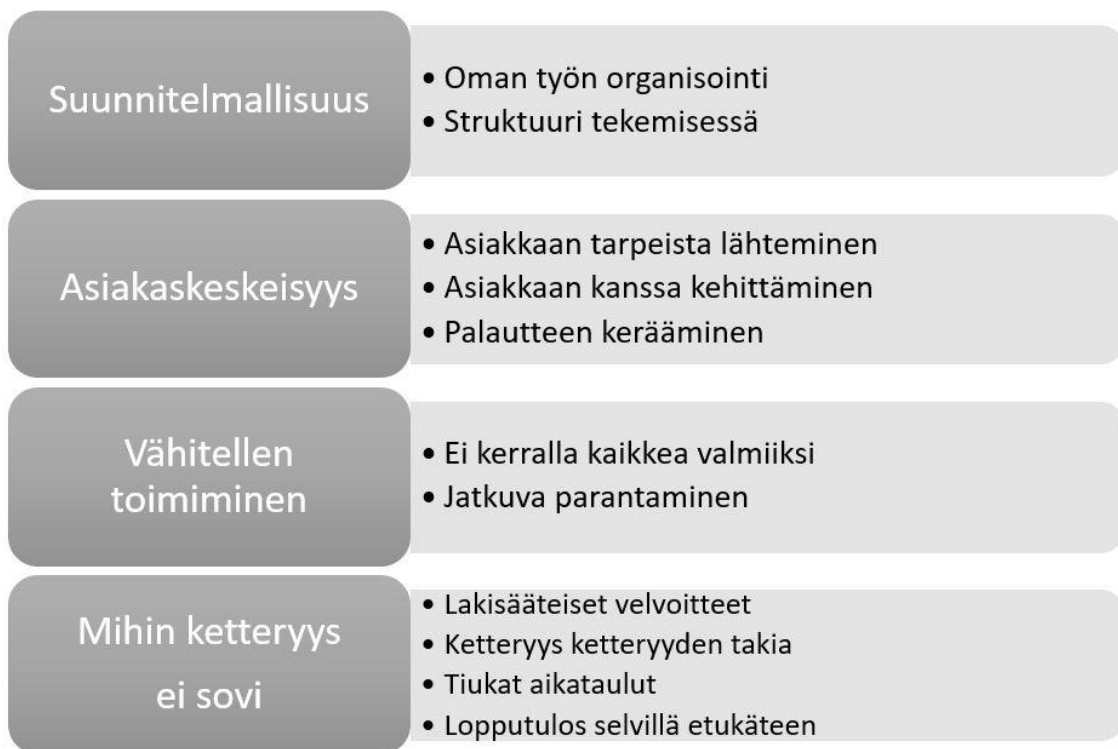 Suunnitelmallisuus
• Oman työn organisointi
• Struktuuri tekemisessä
Asiakaskeskeisyys
• Asiakkaan tarpeista lähteminen
• Asiakkaan kanssa kehittäminen
• Palautteen kerääminen
Vähitellen
toimiminen
• Ei kerralla kaikkea valmiiksi
• Jatkuva parantaminen
Mihin ketteryys
ei sovi
• Lakisääteiset velvoitteet
• Ketteryys ketteryyden takia
• Tiukat aikataulut
• Lopputulos selvillä etukäteen